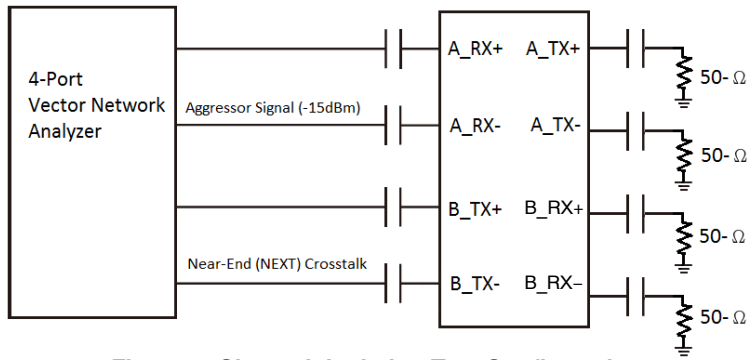 4-Port
Vector Network
Analyzer
Aggressor Signal (-15dBm)
Near-End (NEXT) Crosstalk
A_RX+ A_TX+
A_RX- A_TX-
B_TX+ B_RX+
B_TX- B_RX–
50- Ω
50- Ω
50- Ω
50- Ω